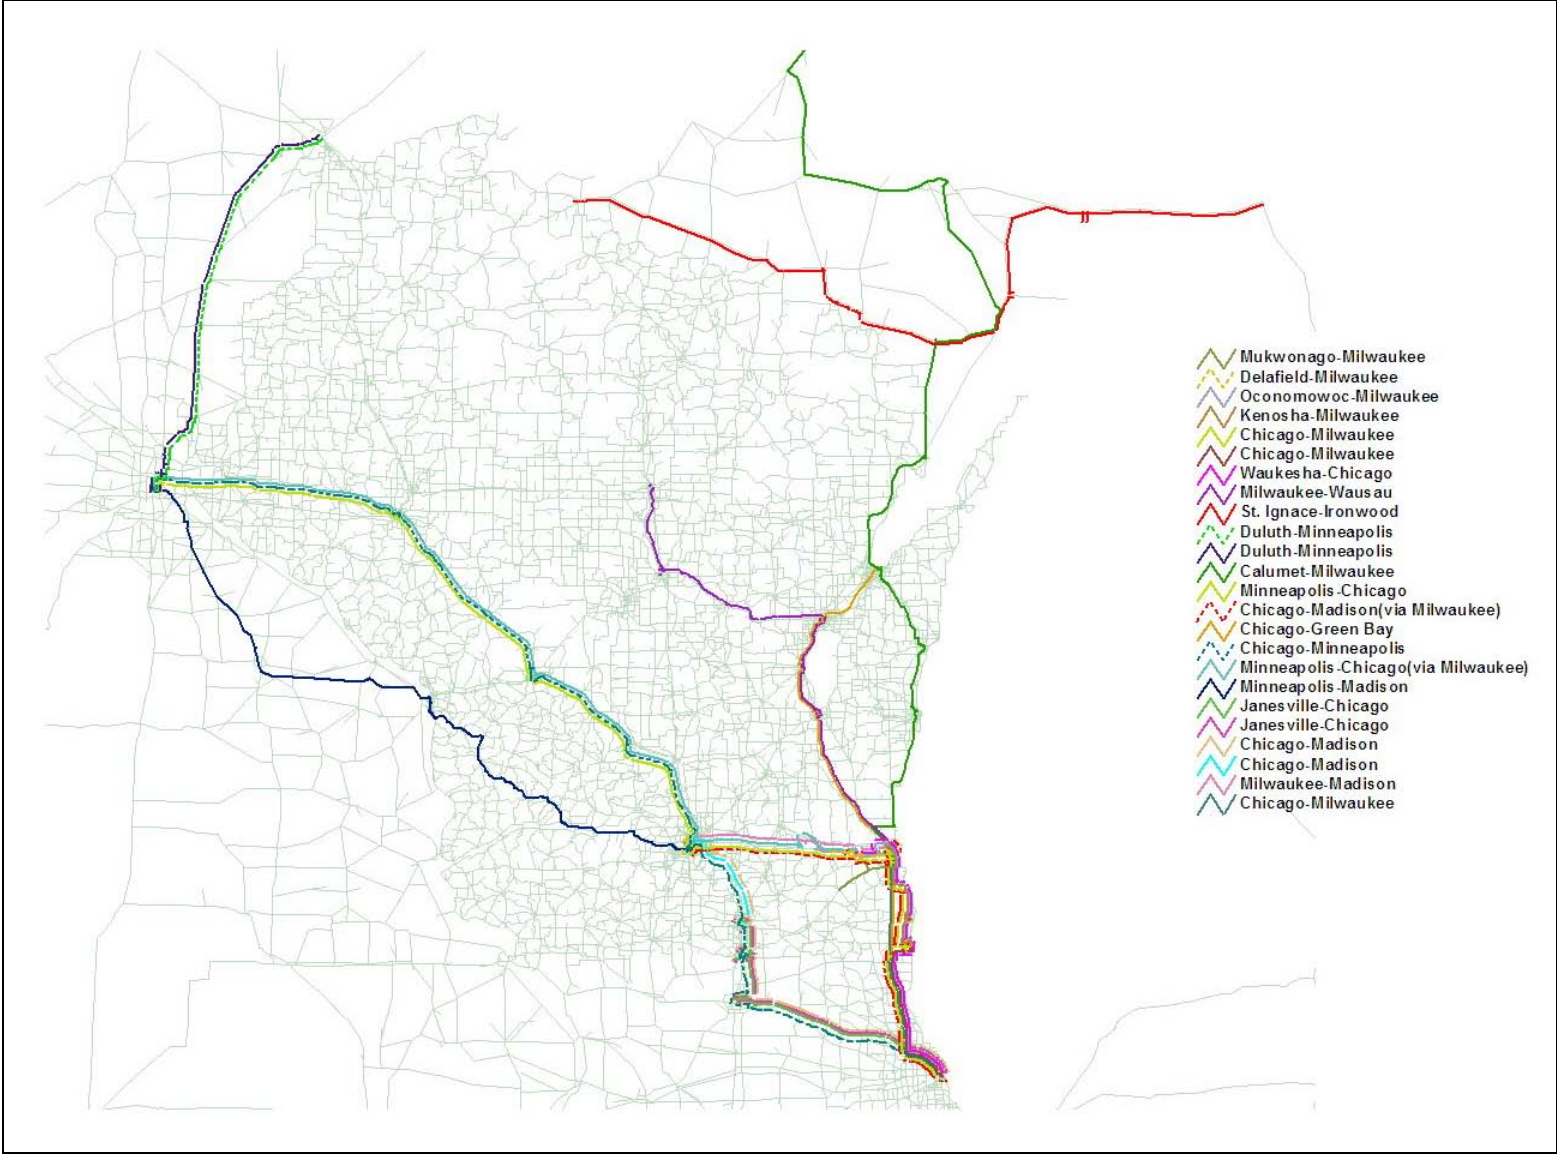 Mukwonago-Milwaukee
Delafield-Milwaukee
Oconomowoc-Milwaukee
Kenosha-Milwaukee
Chicago-Milwaukee
Chicago-Milwaukee
Waukesha-Chicago
Milwaukee-Wausau
St. Ignace-Ironwood
Duluth-Minneapolis
Duluth-Minneapolis
Calumet-Milwaukee
Minneapolis-Chicago
Chicago-Madison(via Milwaukee)
Chicago-Green Bay
Chicago-Minneapolis
Minneapolis-Chicago(via Milwaukee)
Minneapolis-Madison
Janesville-Chicago
Janesville-Chicago
Chicago-Madison
Chicago-Madison
Milwaukee-Madison
Chicago-Milwaukee